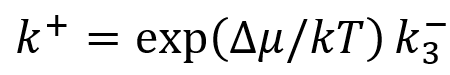 k⁺ = exp(Δμ/kT) k₃⁻